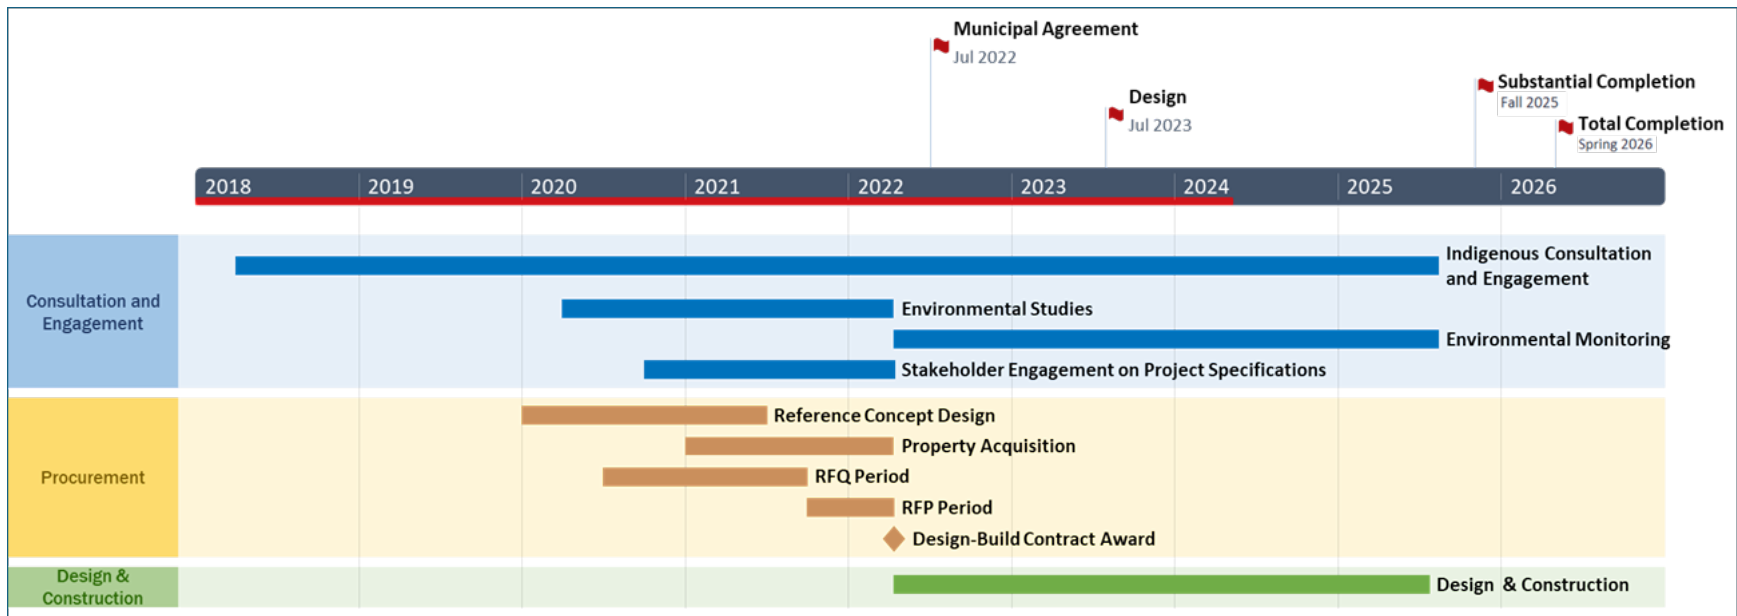 Municipal Agreement
Jul 2022
Substantial Completion
Fall 2025
Design
Jul 2023
Total Completion
Spring 2026
2018 2019 2020 2021 2022 2023 2024 2025 2026
Consultation and
Engagement
Indigenous Consultation
and Engagement
Environmental Studies
Environmental Monitoring
Stakeholder Engagement on Project Specifications
Procurement
Reference Concept Design
Property Acquisition
RFQ Period
RFP Period
Design-Build Contract Award
Design &
Construction
Design & Construction